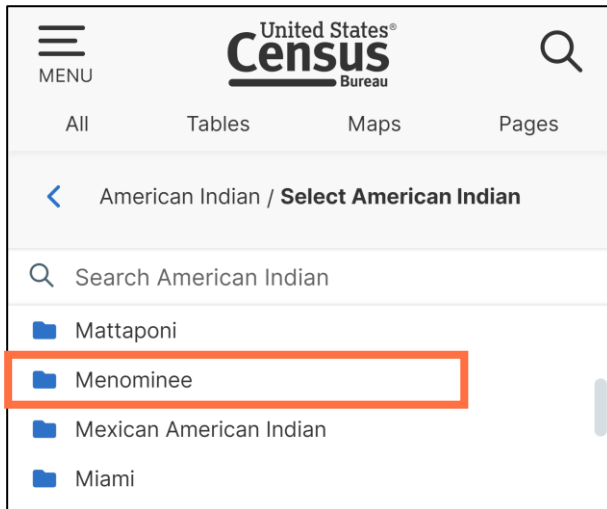 United States®
Census
Bureau
MENU
All Tables Maps Pages
American Indian / Select American Indian
Search American Indian
Mattaponi
Menominee
Mexican American Indian
Miami